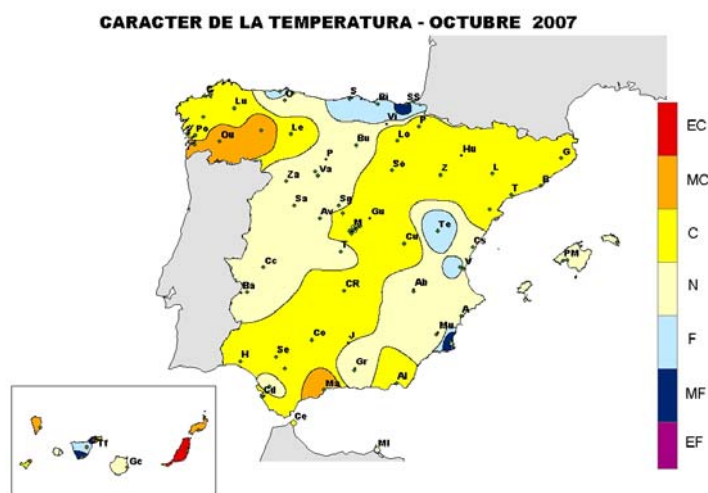 CARACTER DE LA TEMPERATURA - OCTUBRE 2007
C
O
S
Bi
SS
Lu
Vi
P
Po
Ou
Le
Bu
Lo
P
Hu
G
Za
Va
So
Z
L
B
Sa
Sg
T
Av
M
Gu
Te
T
Cu
Cs
PM
Cc
V
Ba
CR
Ab
A
Mu
Co
J
H
Se
Gr
Al
Cd
Ma
Ce
Ml
Tf
Gc
EC
MC
C
N
F
MF
EF